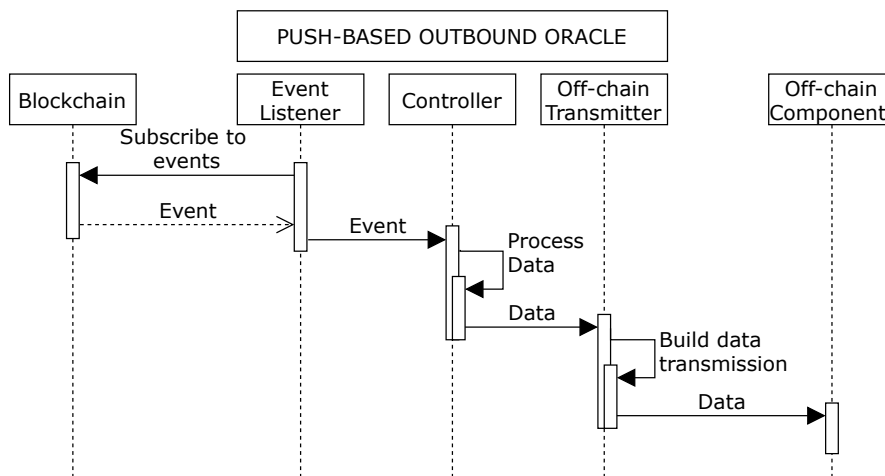 PUSH-BASED OUTBOUND ORACLE
Blockchain
Event
Listener
Controller
Off-chain
Transmitter
Off-chain
Component
Subscribe to
events
Event
Event
Process
Data
Data
Build data
transmission
Data